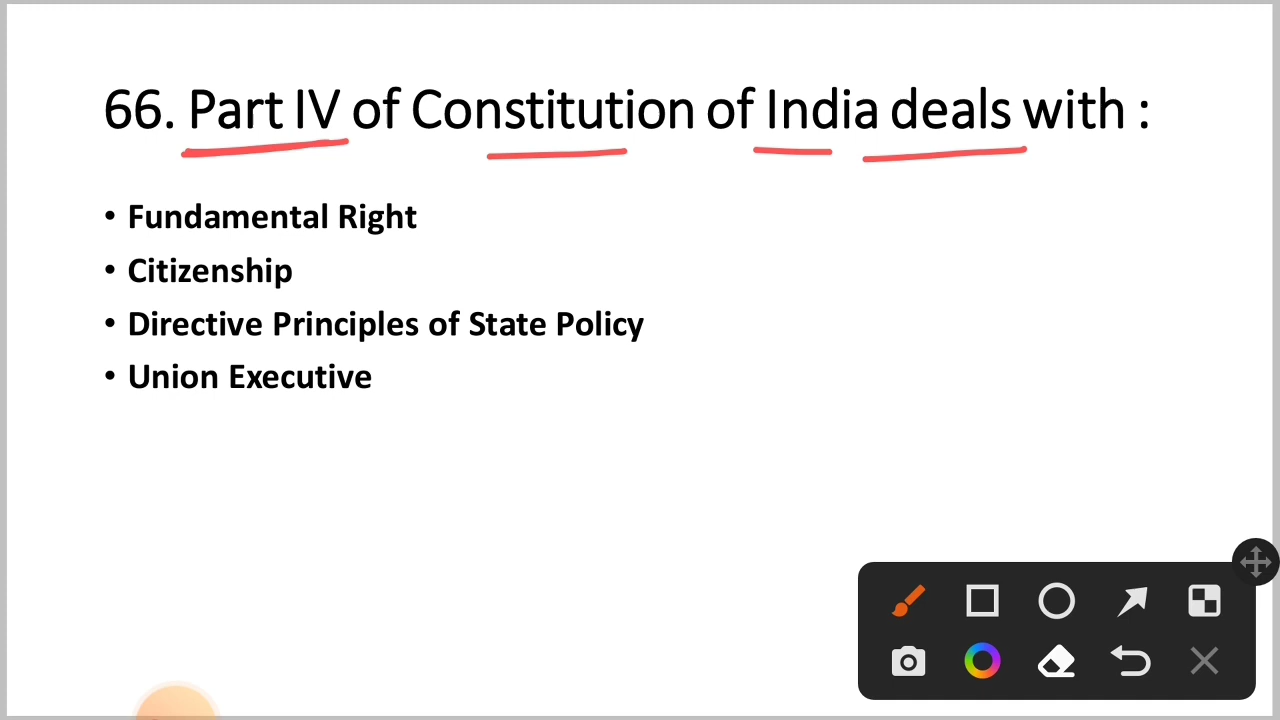 66. Part IV of Constitution of India deals with :
• Fundamental Right
• Citizenship
• Directive Principles of State Policy
• Union Executive